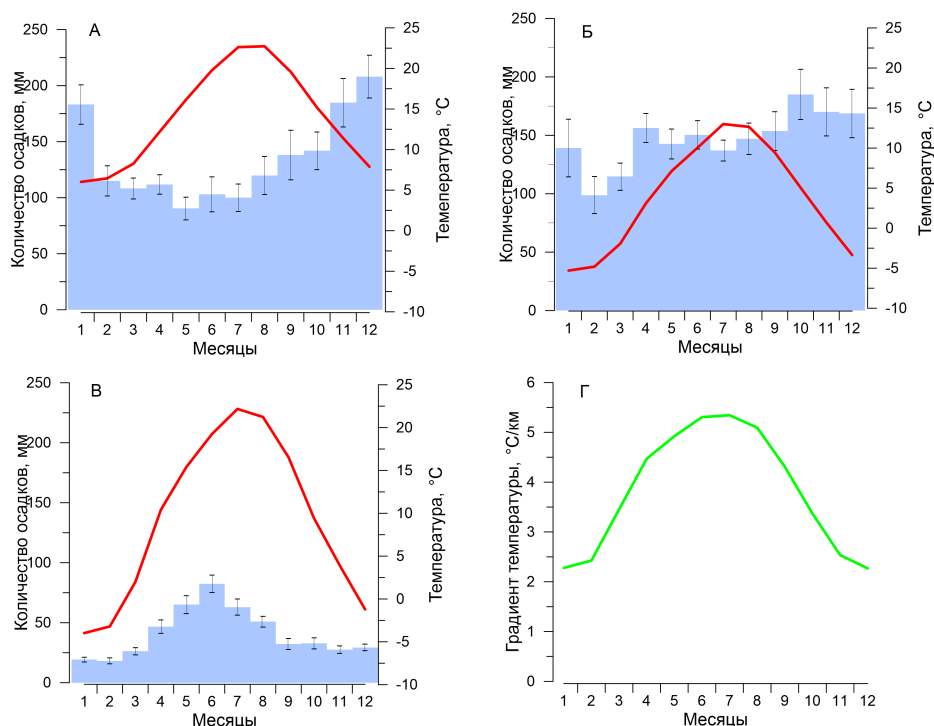 А
250
200
150
100
50
0
Количество осадков, мм
25
20
15
10
5
0
-5
-10
Температура, °С
1 2 3 4 5 6 7 8 9 10 11 12
Месяцы
Б
250
200
150
100
50
0
Количество осадков, мм
25
20
15
10
5
0
-5
-10
Температура, °С
1 2 3 4 5 6 7 8 9 10 11 12
Месяцы
В
250
200
150
100
50
0
Количество осадков, мм
25
20
15
10
5
0
-5
-10
Температура, °С
1 2 3 4 5 6 7 8 9 10 11 12
Месяцы
Г
6
5
4
3
2
1
0
Градиент температуры, °С/км
1 2 3 4 5 6 7 8 9 10 11 12
Месяцы